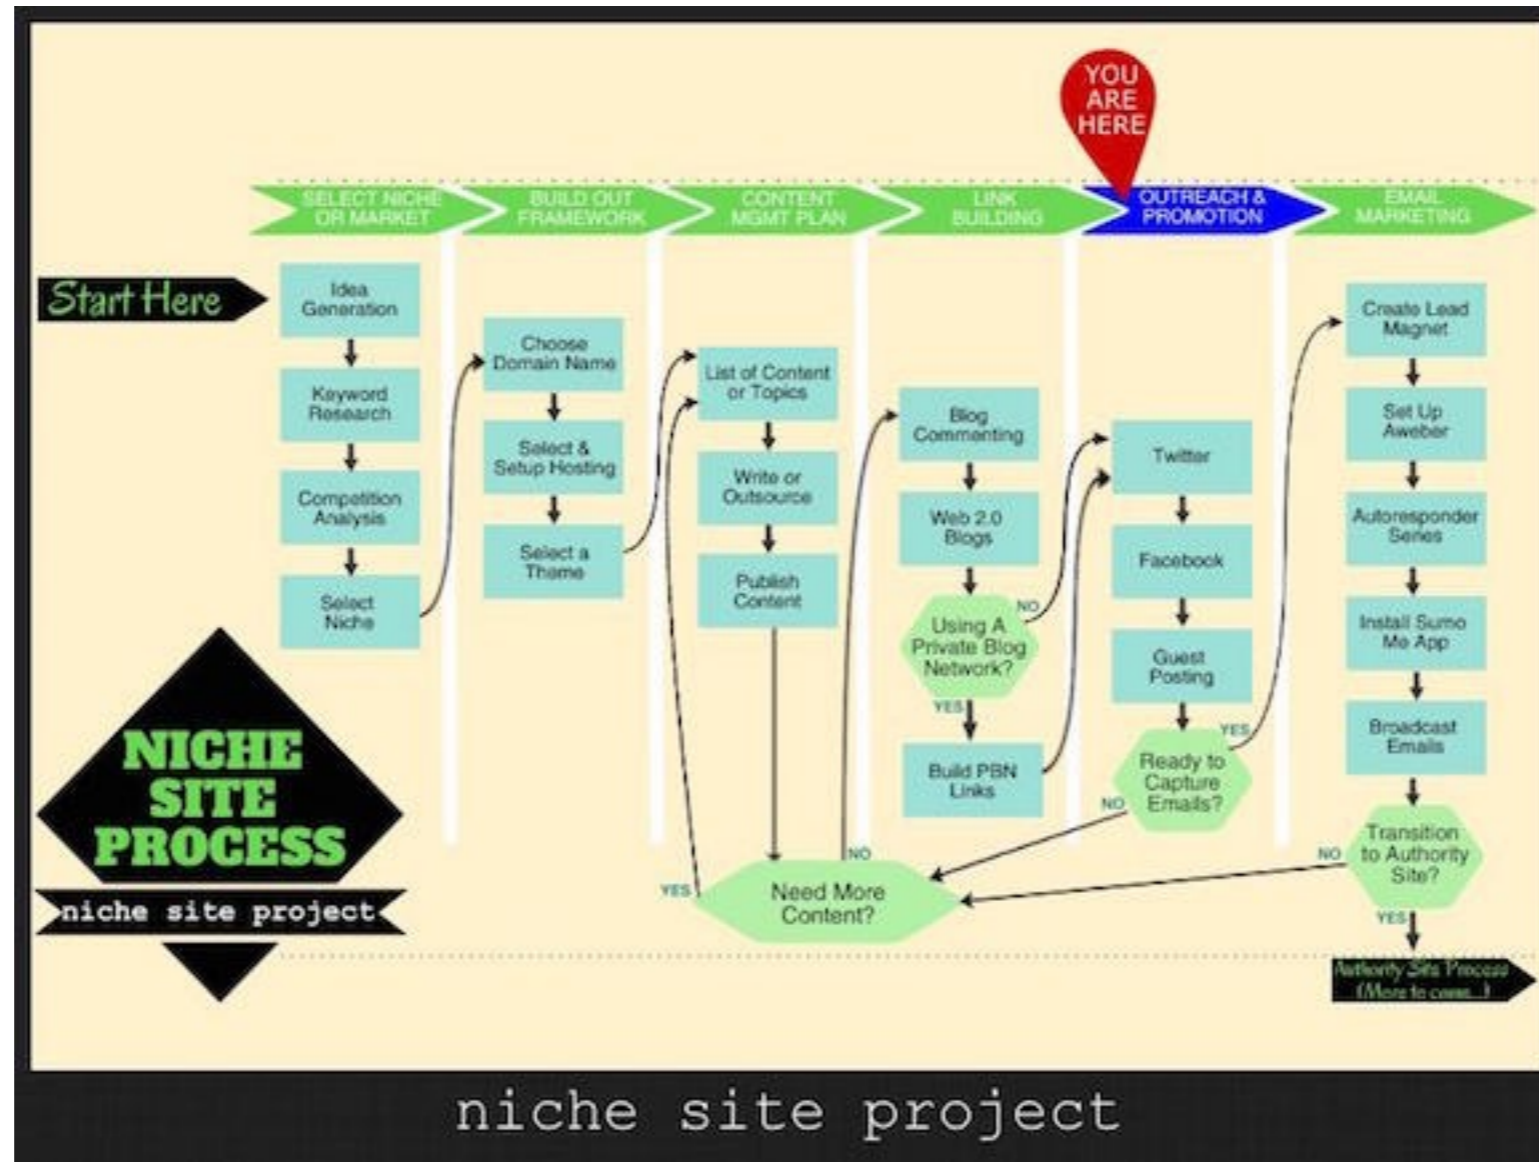 YOU
ARE
HERE
SELECT NICHE
OR MARKET
BUILD OUT
FRAMEWORK
CONTENT
MGMT PLAN
LINK
BUILDING
OUTREACH &
PROMOTION
EMAIL
MARKETING
Start Here
Idea
Generation
Keyword
Research
Competition
Analysis
Select
Niche
Choose
Domain Name
Select &
Setup Hosting
Select a
Theme
List of Content
or Topics
Write or
Outsource
Publish
Content
YES
Need More
Content?
NO
Blog
Commenting
Web 2.0
Blogs
Using A
Private Blog
Network?
NO
YES
Build PBN
Links
Twitter
Facebook
Guest
Posting
Ready to
Capture
Emails?
YES
NO
Create Lead
Magnet
Set Up
Aweber
Autoresponder
Series
Install Sumo
Me App
Broadcast
Emails
Transition
to Authority
Site?
NO
YES
Authority Site Process
(More to come...)
NICHE
SITE
PROCESS
niche site project
niche site project